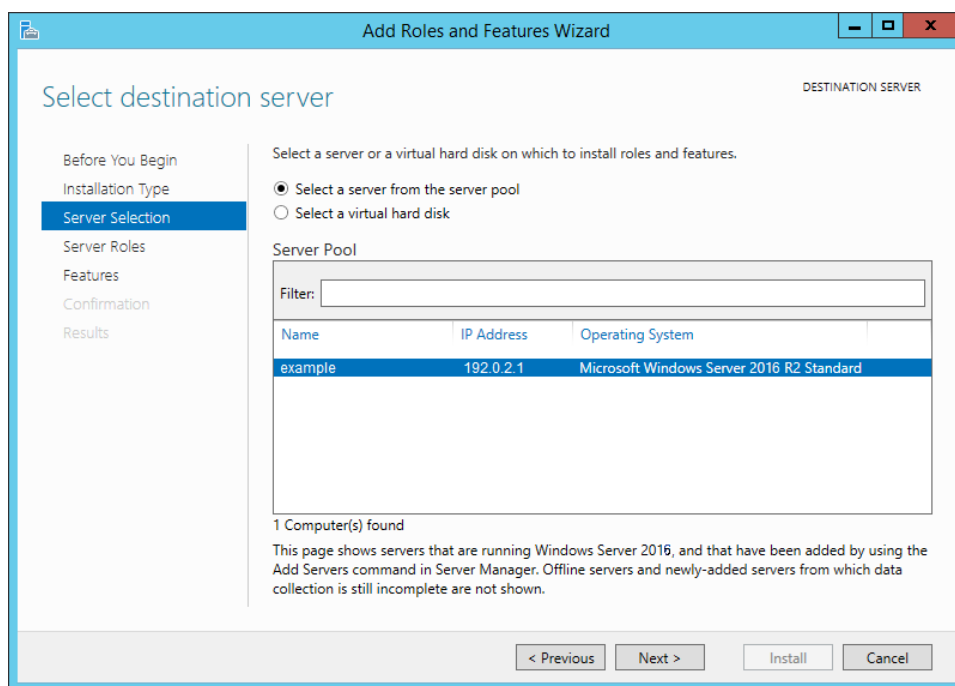 Add Roles and Features Wizard
Select destination server
DESTINATION SERVER
Before You Begin
Installation Type
Server Selection
Server Roles
Features
Confirmation
Results
Select a server or a virtual hard disk on which to install roles and features.
Select a server from the server pool
Select a virtual hard disk
Server Pool
Filter:
Name IP Address Operating System
example 192.0.2.1 Microsoft Windows Server 2016 R2 Standard
1 Computer(s) found
This page shows servers that are running Windows Server 2016, and that have been added by using the
Add Servers command in Server Manager. Offline servers and newly-added servers from which data
collection is still incomplete are not shown.
< Previous Next > Install Cancel